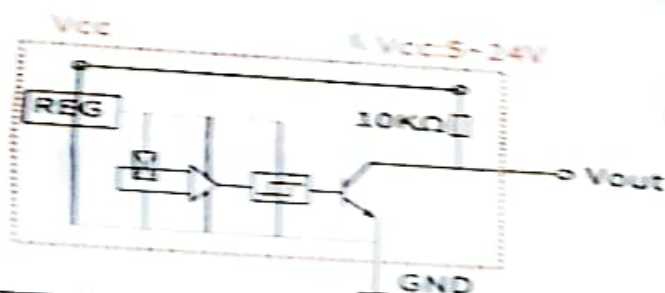 Vcc
Vcc:5~24V
REG
10KΩ
Vout
GND